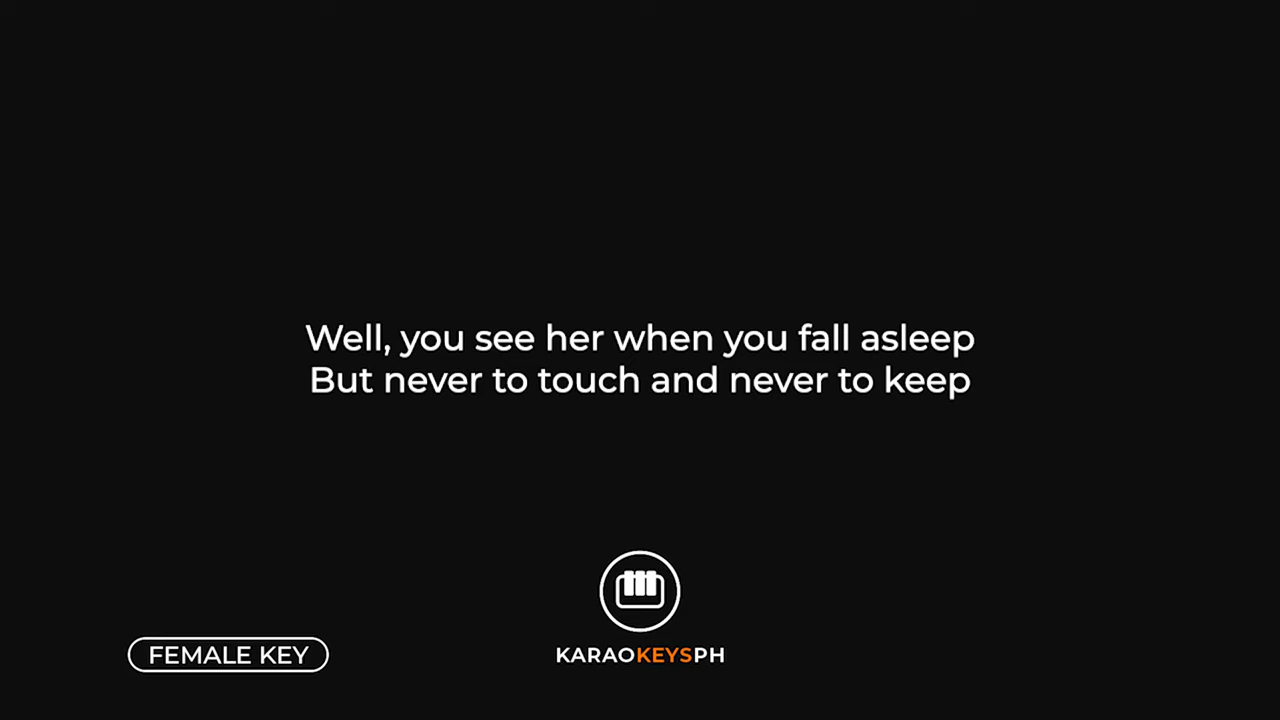 Well, you see her when you fall asleep
But never to touch and never to keep
FEMALE KEY
KARAOKEYSPH